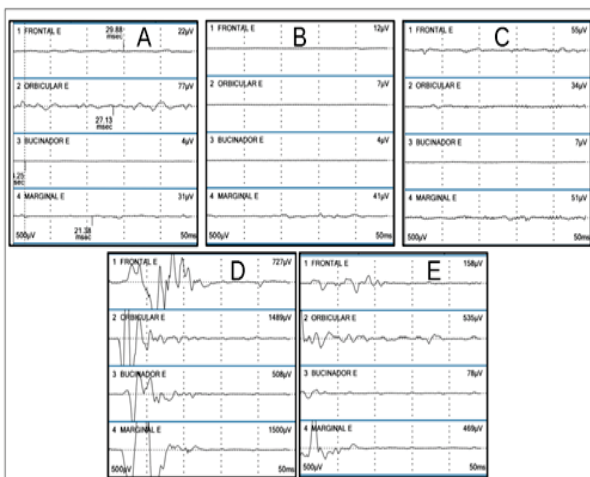 A
1 FRONTAL E 29.88 msec 22µV
2 ORBICULAR E 77µV
27.13 msec
3 BUCINADOR E 4µV
.25 sec
4 MARGINAL E 31µV
21.38 msec
500µV 50ms
B
1 FRONTAL E 12µV
2 ORBICULAR E 7µV
3 BUCINADOR E 4µV
4 MARGINAL E 41µV
500µV 50ms
C
1 FRONTAL E 55µV
2 ORBICULAR E 34µV
3 BUCINADOR E 7µV
4 MARGINAL E 51µV
500µV 50ms
D
1 FRONTAL E 727µV
2 ORBICULAR E 1489µV
3 BUCINADOR E 508µV
4 MARGINAL E 1500µV
500µV 50ms
E
1 FRONTAL E 158µV
2 ORBICULAR E 535µV
3 BUCINADOR E 78µV
4 MARGINAL E 469µV
500µV 50ms